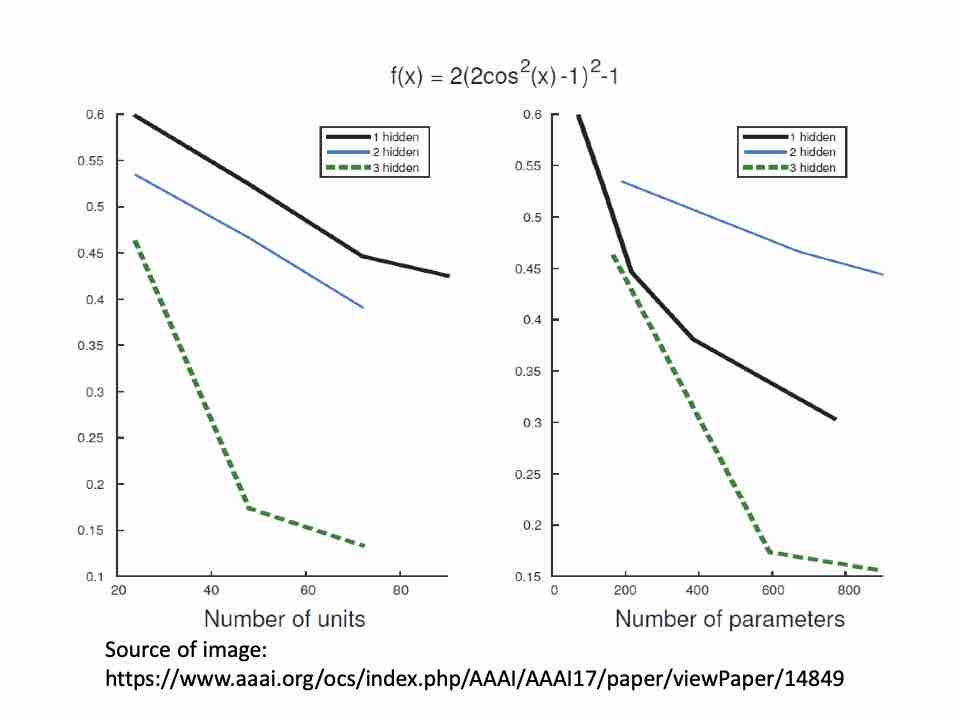 f(x) = 2(2cos²(x)-1)²-1
0.6
0.55
0.5
0.45
0.4
0.35
0.3
0.25
0.2
0.15
0.1
20 40 60 80
1 hidden
2 hidden
3 hidden
Number of units
0.6
0.55
0.5
0.45
0.4
0.35
0.3
0.25
0.2
0.15
0 200 400 600 800
1 hidden
2 hidden
3 hidden
Number of parameters
Source of image:
https://www.aaai.org/ocs/index.php/AAAI/AAAI17/paper/viewPaper/14849